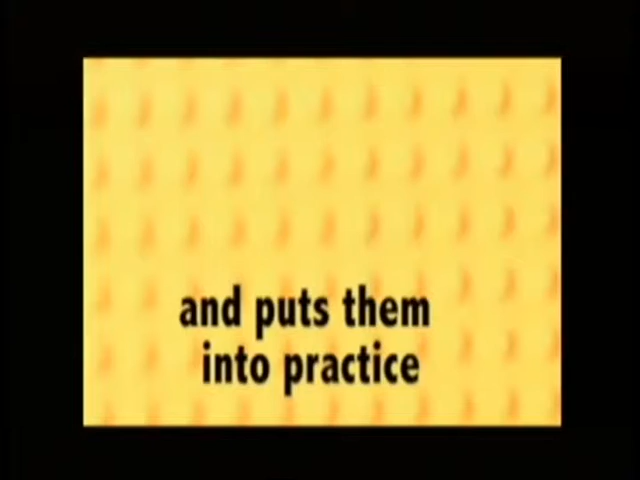 and puts them
into practice